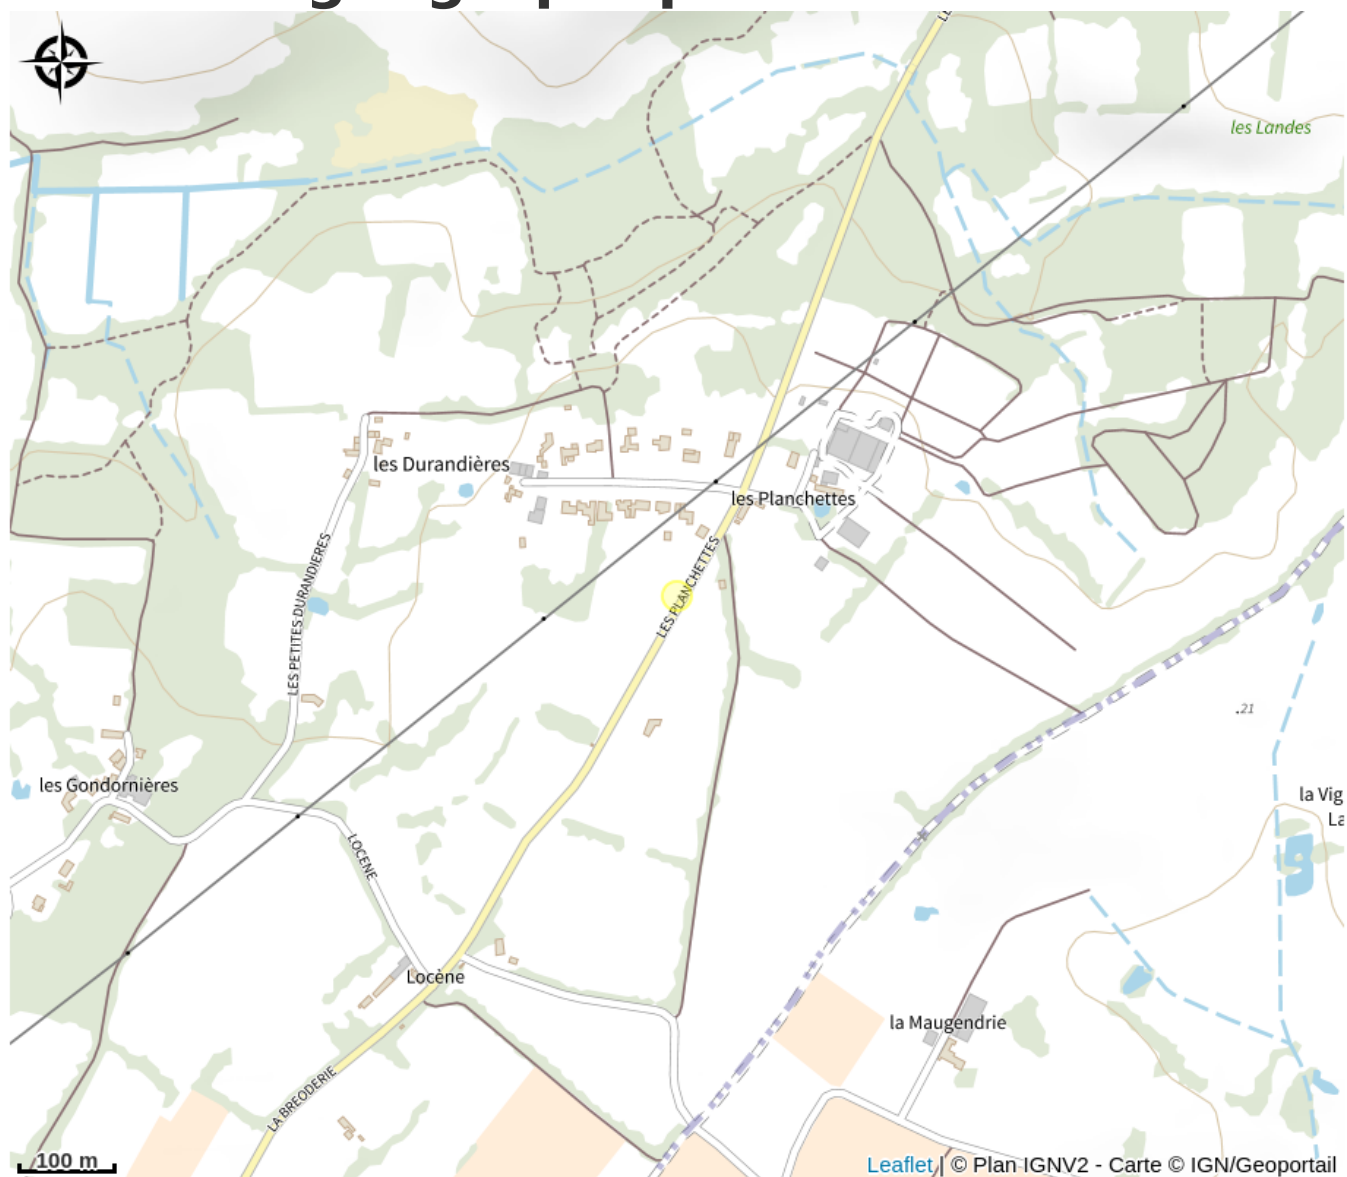 les Landes
les Durandières
les Planchettes
LES PLANCHETTES
LES PETITES DURANDIERES
.21
les Gondornières
la Vig
La
LOCENE
Locène
la Maugendrie
LA BREODERIE
100 m
Leaflet | © Plan IGNV2 - Carte © IGN/Geoportail